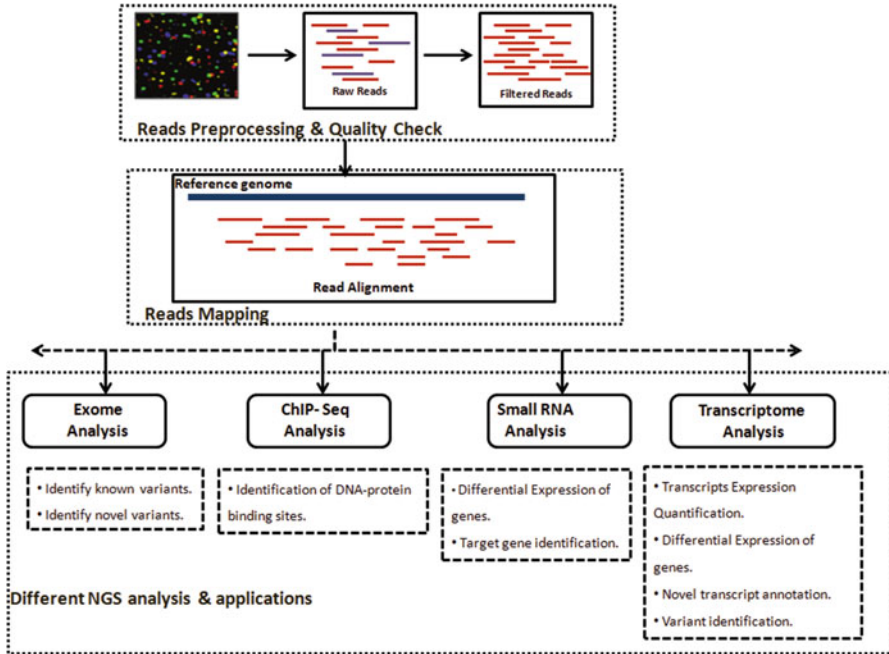 Raw Reads
Filtered Reads
Reads Preprocessing & Quality Check
Reference genome
Read Alignment
Reads Mapping
Exome
Analysis
ChIP- Seq
Analysis
Small RNA
Analysis
Transcriptome
Analysis
• Identify known variants.
• Identify novel variants.
• Identification of DNA-protein
binding sites.
• Differential Expression of
genes.
• Target gene identification.
• Transcripts Expression
Quantification.
• Differential Expression of
genes.
• Novel transcript annotation.
• Variant identification.
Different NGS analysis & applications